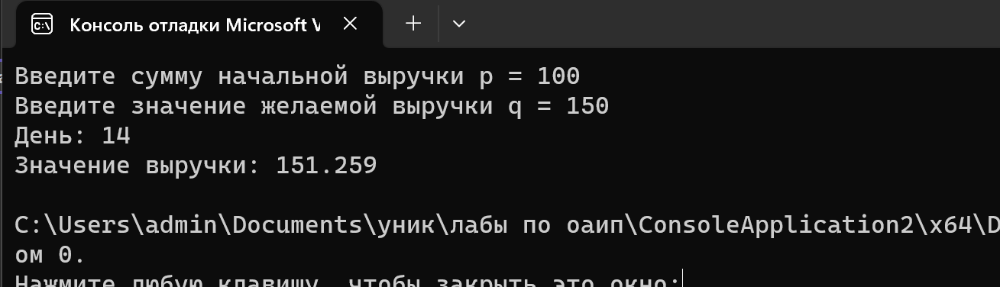 Консоль отладки Microsoft V
Введите сумму начальной выручки p = 100
Введите значение желаемой выручки q = 150
День: 14
Значение выручки: 151.259
C:\Users\admin\Documents\уник\лабы по оаип\ConsoleApplication2\x64\D
ом 0.
Нажмите любую клавишу, чтобы закрыть это окно: